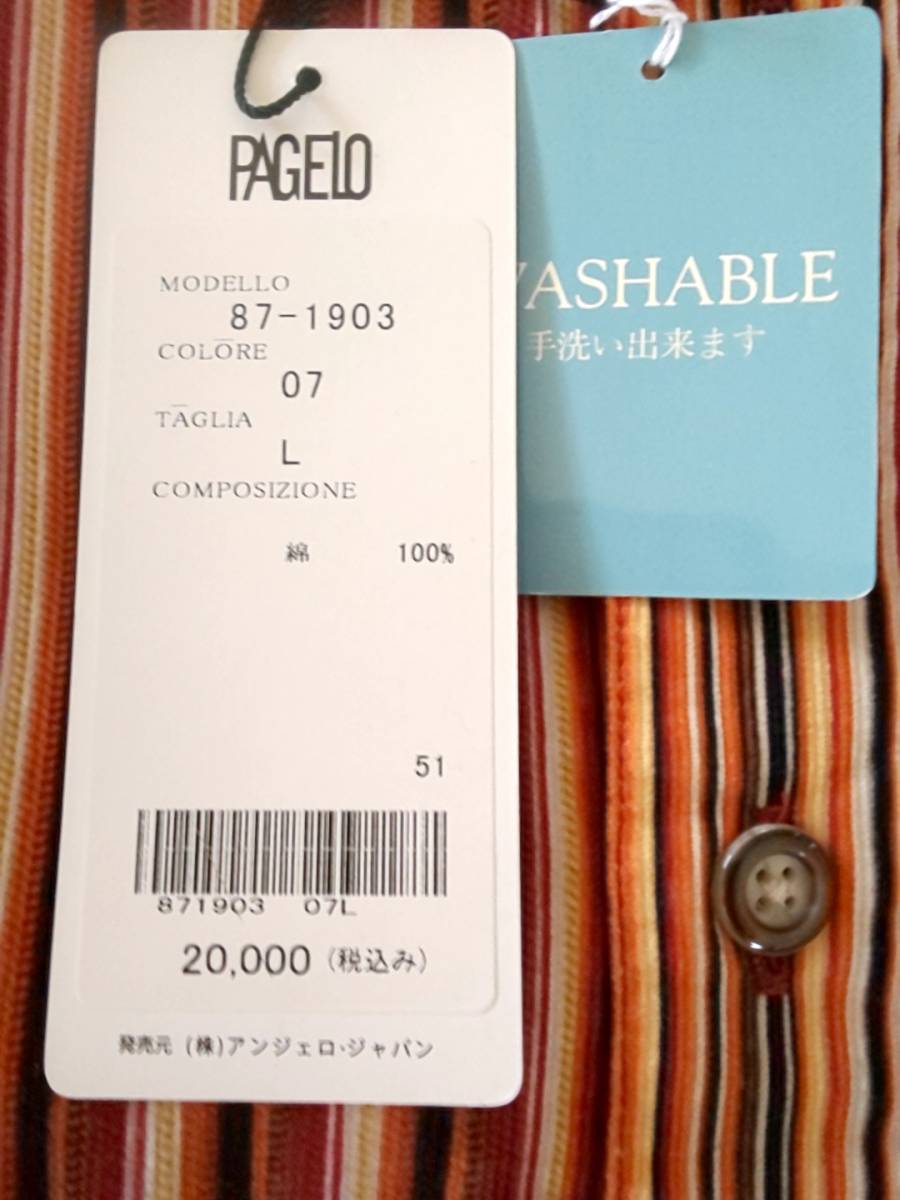 PAGELO
MODELLO
87-1903
COLORE
07
TAGLIA
L
COMPOSIZIONE
綿 100%
51
871903 07L
20,000 (税込み)
発売元 (株)アンジェロ・ジャパン
WASHABLE
手洗い出来ます